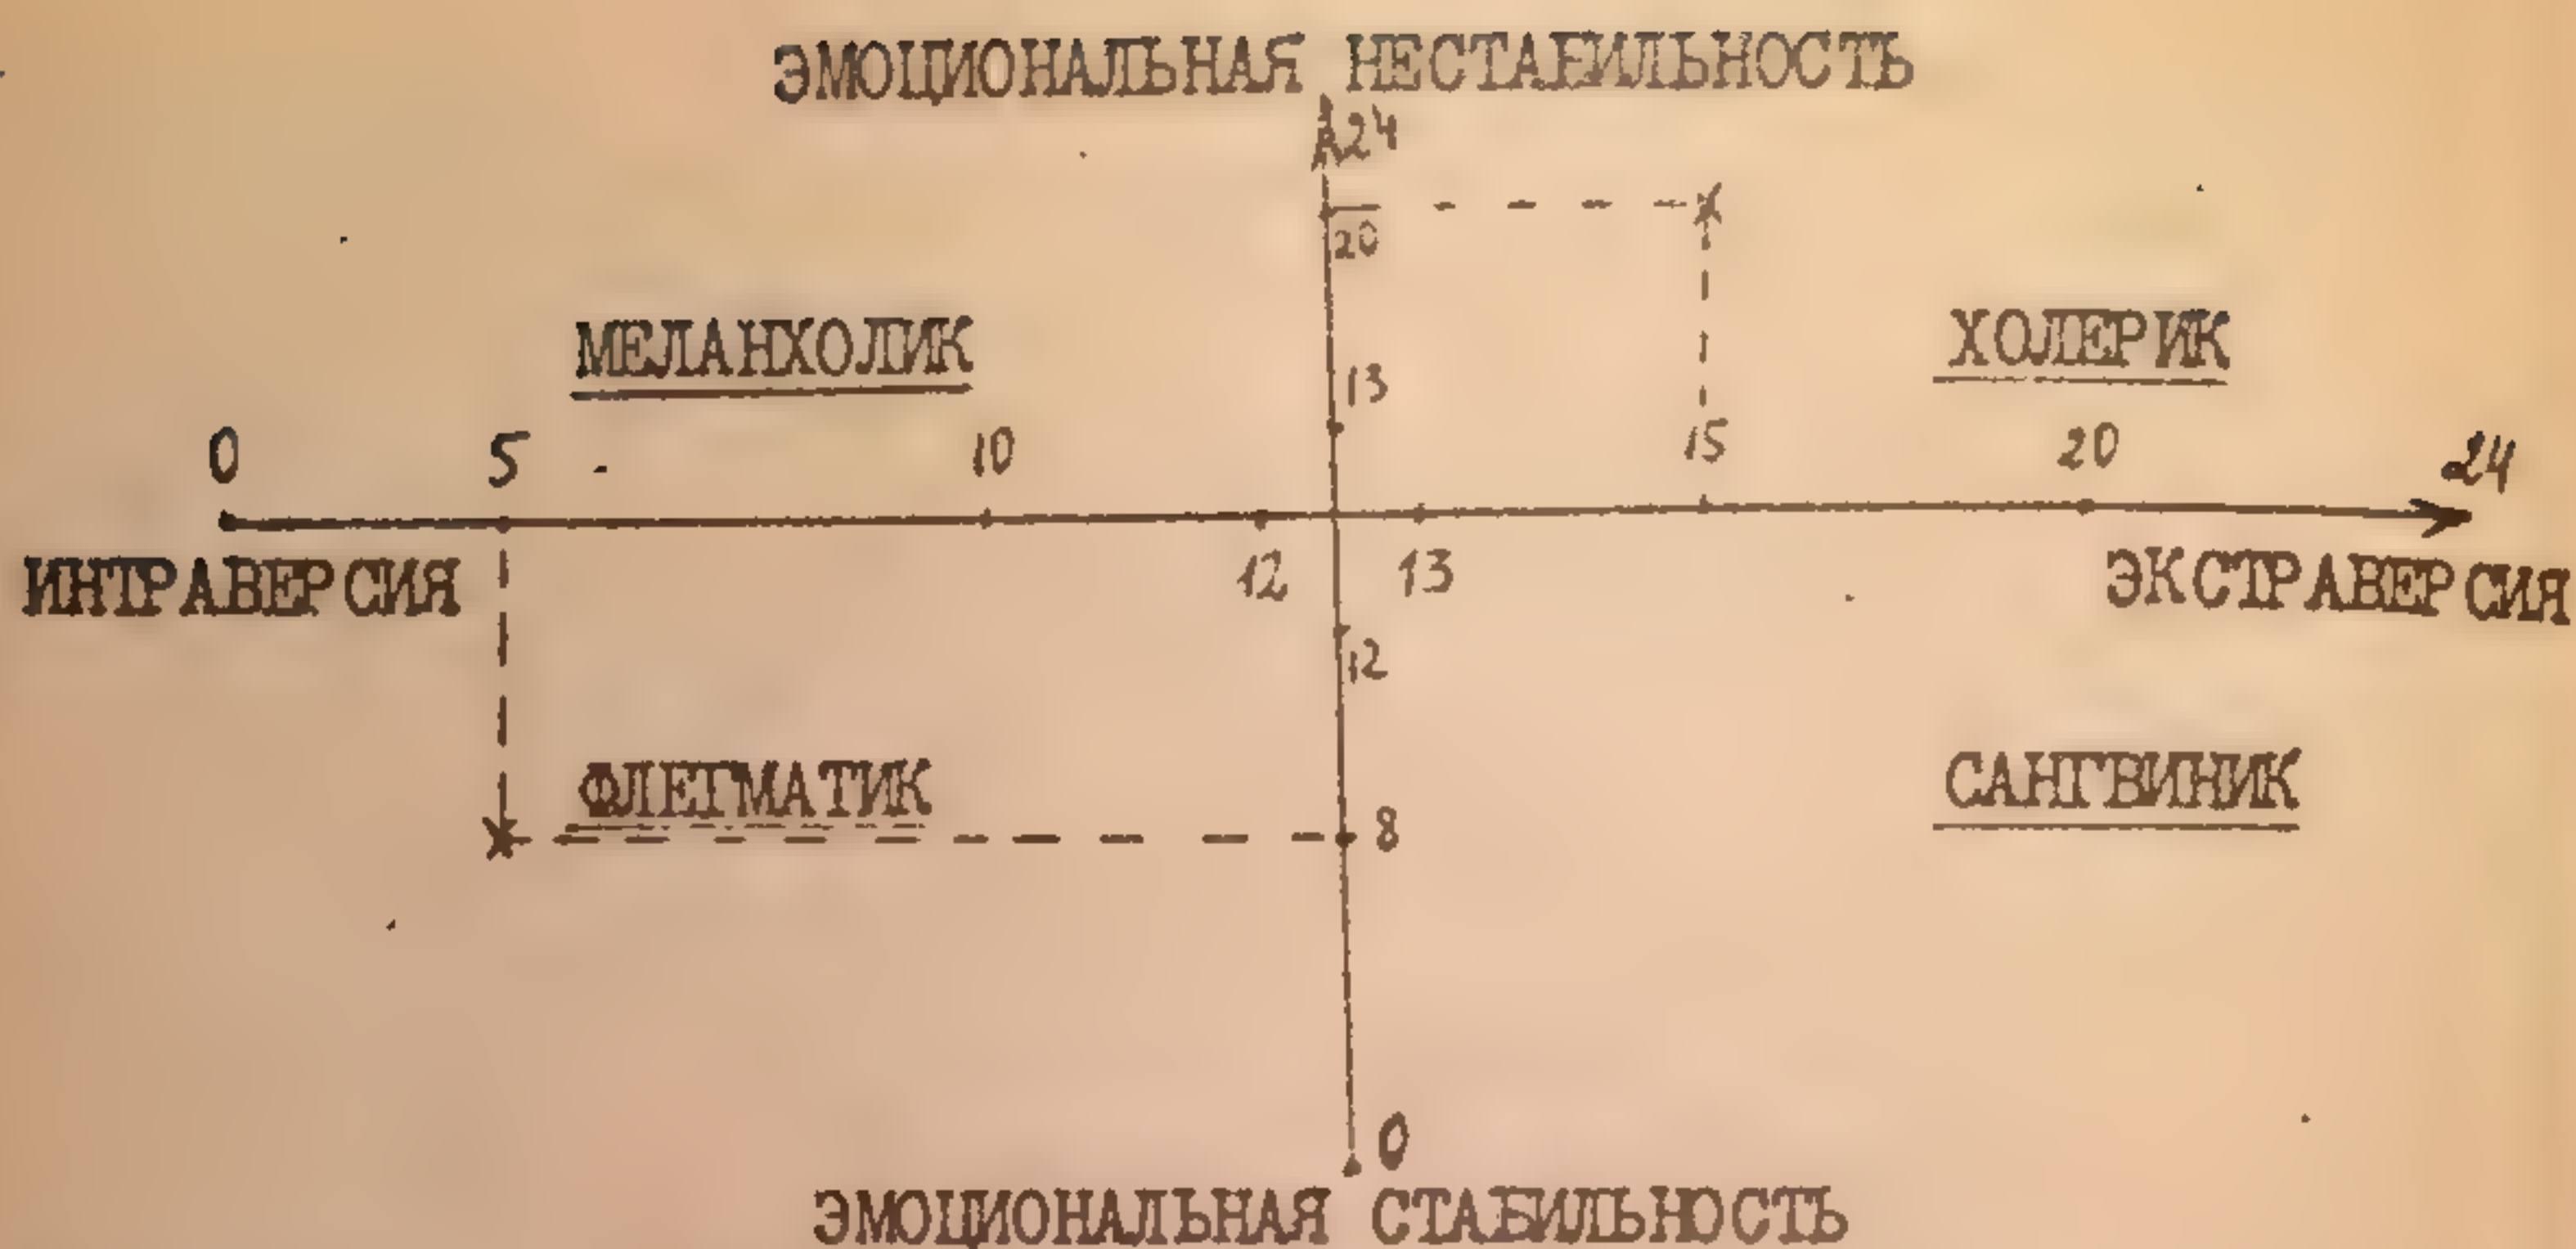 ЭМОЦИОНАЛЬНАЯ НЕСТАБИЛЬНОСТЬ
24
20
МЕЛАНХОЛИК ХОЛЕРИК
13
0 5 10 15 20 24
ИНТРАВЕРСИЯ 12 13 ЭКСТРАВЕРСИЯ
12
ФЛЕГМАТИК 8 САНГВИНИК
0
ЭМОЦИОНАЛЬНАЯ СТАБИЛЬНОСТЬ